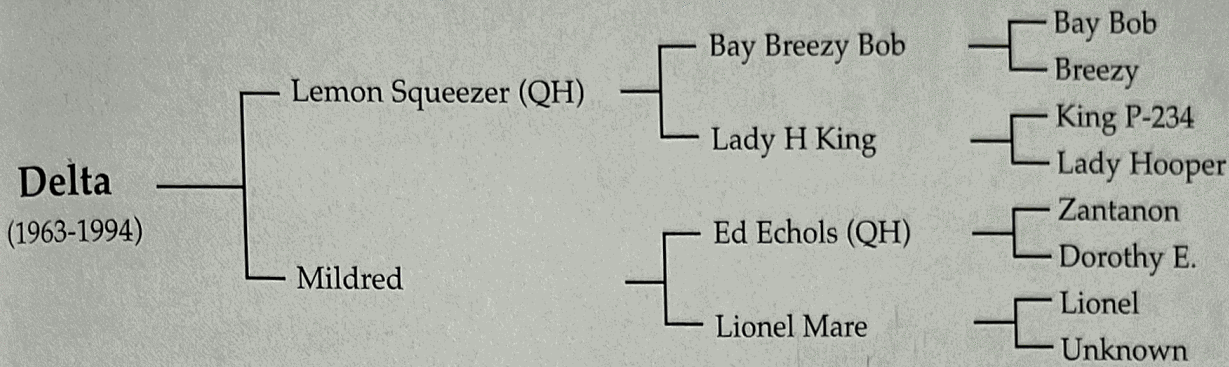 Delta
(1963-1994)
Lemon Squeezer (QH)
Mildred
Bay Breezy Bob
Lady H King
Ed Echols (QH)
Lionel Mare
Bay Bob
Breezy
King P-234
Lady Hooper
Zantanon
Dorothy E.
Lionel
Unknown